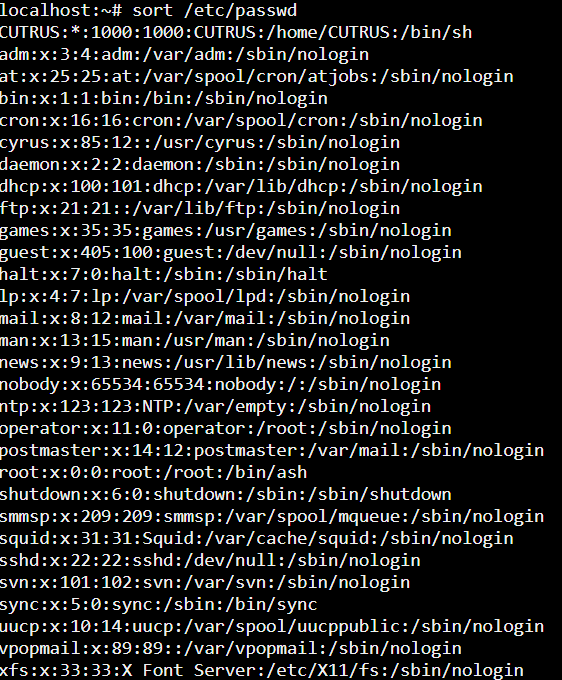 localhost:~# sort /etc/passwd
CUTRUS:*:1000:1000:CUTRUS:/home/CUTRUS:/bin/sh
adm:x:3:4:adm:/var/adm:/sbin/nologin
at:x:25:25:at:/var/spool/cron/atjobs:/sbin/nologin
bin:x:1:1:bin:/bin:/sbin/nologin
cron:x:16:16:cron:/var/spool/cron:/sbin/nologin
cyrus:x:85:12::/usr/cyrus:/sbin/nologin
daemon:x:2:2:daemon:/sbin:/sbin/nologin
dhcp:x:100:101:dhcp:/var/lib/dhcp:/sbin/nologin
ftp:x:21:21::/var/lib/ftp:/sbin/nologin
games:x:35:35:games:/usr/games:/sbin/nologin
guest:x:405:100:guest:/dev/null:/sbin/nologin
halt:x:7:0:halt:/sbin:/sbin/halt
lp:x:4:7:lp:/var/spool/lpd:/sbin/nologin
mail:x:8:12:mail:/var/mail:/sbin/nologin
man:x:13:15:man:/usr/man:/sbin/nologin
news:x:9:13:news:/usr/lib/news:/sbin/nologin
nobody:x:65534:65534:nobody:/:/sbin/nologin
ntp:x:123:123:NTP:/var/empty:/sbin/nologin
operator:x:11:0:operator:/root:/sbin/nologin
postmaster:x:14:12:postmaster:/var/mail:/sbin/nologin
root:x:0:0:root:/root:/bin/ash
shutdown:x:6:0:shutdown:/sbin:/sbin/shutdown
smmsp:x:209:209:smmsp:/var/spool/mqueue:/sbin/nologin
squid:x:31:31:Squid:/var/cache/squid:/sbin/nologin
sshd:x:22:22:sshd:/dev/null:/sbin/nologin
svn:x:101:102:svn:/var/svn:/sbin/nologin
sync:x:5:0:sync:/sbin:/bin/sync
uucp:x:10:14:uucp:/var/spool/uucppublic:/sbin/nologin
vpopmail:x:89:89::/var/vpopmail:/sbin/nologin
xfs:x:33:33:X Font Server:/etc/X11/fs:/sbin/nologin